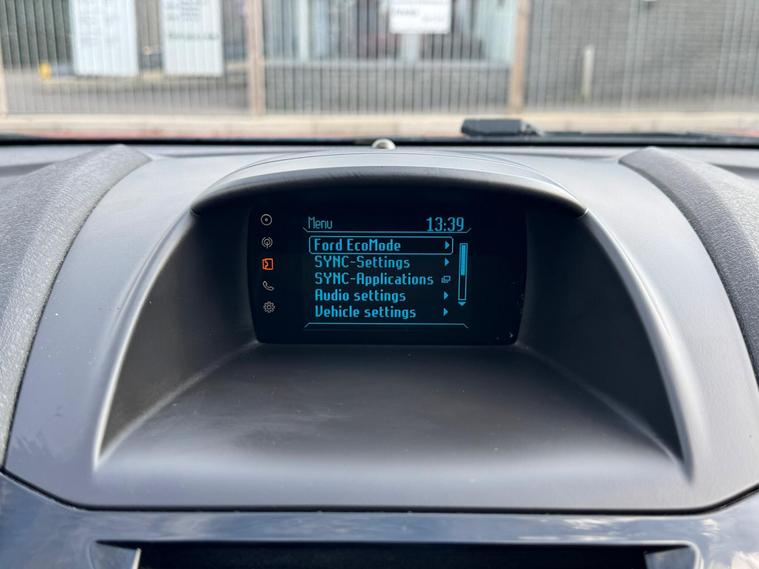 Menu 13:39
Ford EcoMode
SYNC-Settings
SYNC-Applications
Audio settings
Vehicle settings